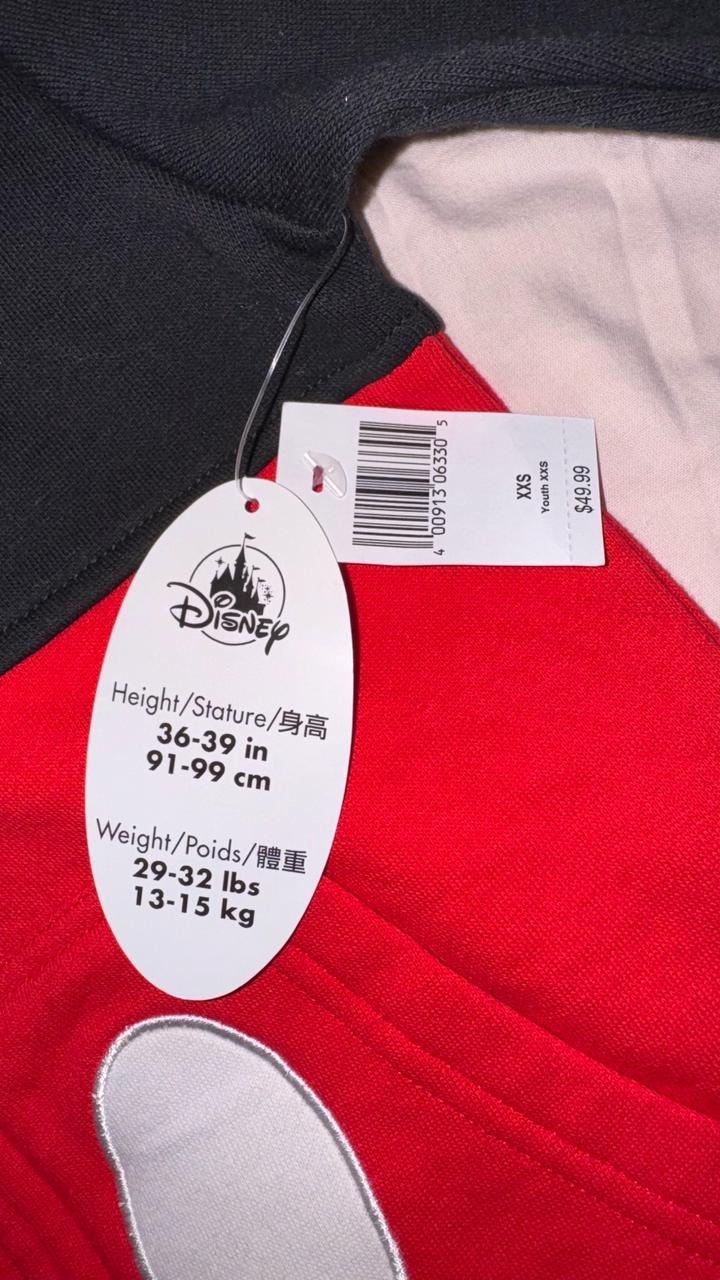 DISNEY
Height/Stature/身高
36-39 in
91-99 cm
Weight/Poids/體重
29-32 lbs
13-15 kg
4 00913 06330 5
XXS
Youth XXS
$49.99